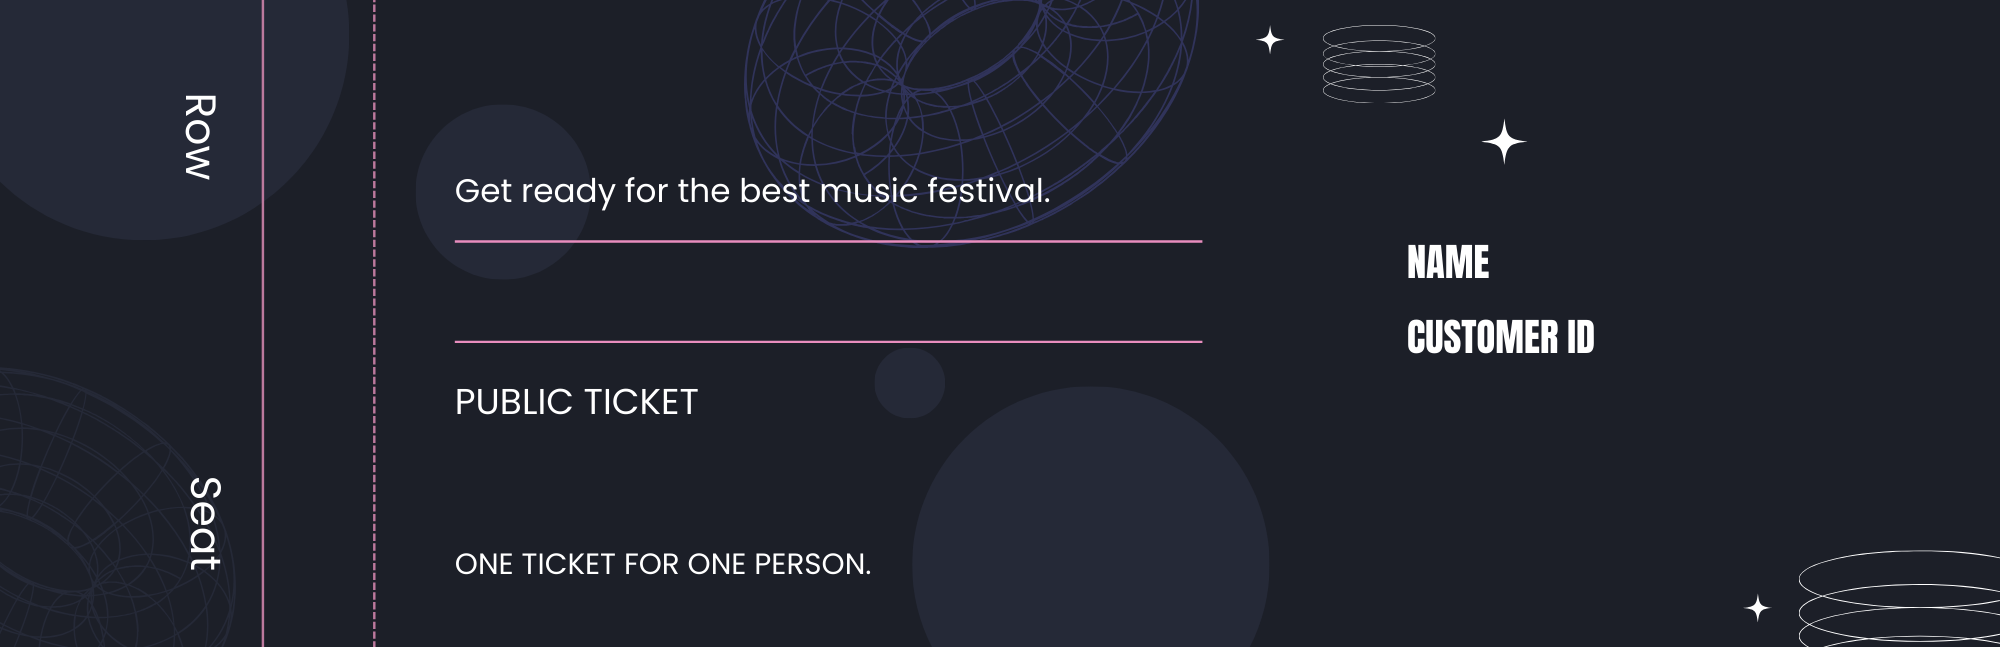 Row
Seat
Get ready for the best music festival.
PUBLIC TICKET
ONE TICKET FOR ONE PERSON.
NAME
CUSTOMER ID